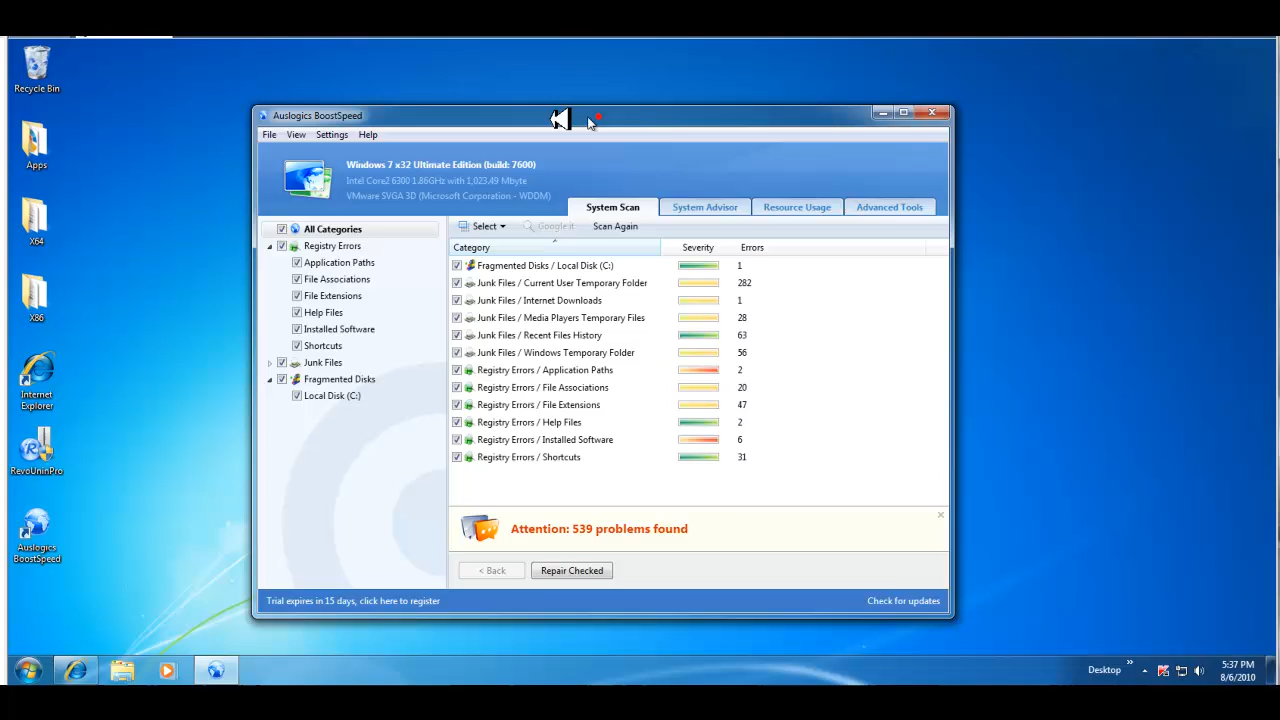 Recycle Bin
Apps
X64
X86
Internet
Explorer
RevoUninPro
Auslogics
BoostSpeed
Auslogics BoostSpeed
File View Settings Help
Windows 7 x32 Ultimate Edition (build: 7600)
Intel Core2 6300 1.86GHz with 1,023.49 Mbyte
VMware SVGA 3D (Microsoft Corporation - WDDM)
System Scan System Advisor Resource Usage Advanced Tools
All Categories
Registry Errors
Application Paths
File Associations
File Extensions
Help Files
Installed Software
Shortcuts
Junk Files
Fragmented Disks
Local Disk (C:)
Select Google it Scan Again
Category Severity Errors
Fragmented Disks / Local Disk (C:) 1
Junk Files / Current User Temporary Folder 282
Junk Files / Internet Downloads 1
Junk Files / Media Players Temporary Files 28
Junk Files / Recent Files History 63
Junk Files / Windows Temporary Folder 56
Registry Errors / Application Paths 2
Registry Errors / File Associations 20
Registry Errors / File Extensions 47
Registry Errors / Help Files 2
Registry Errors / Installed Software 6
Registry Errors / Shortcuts 31
Attention: 539 problems found
< Back Repair Checked
Trial expires in 15 days, click here to register Check for updates
Desktop »
5:37 PM
8/6/2010